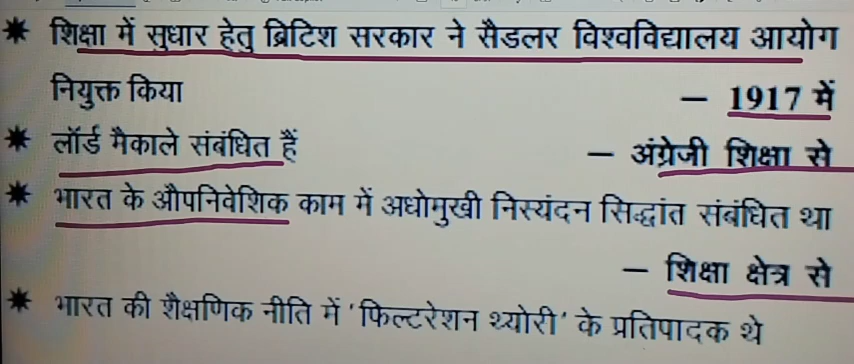 ✷ शिक्षा में सुधार हेतु ब्रिटिश सरकार ने सैडलर विश्वविद्यालय आयोग
नियुक्त किया – 1917 में
✷ लॉर्ड मैकाले संबंधित हैं – अंग्रेजी शिक्षा से
✷ भारत के औपनिवेशिक काम में अधोमुखी निस्यंदन सिद्धांत संबंधित था
– शिक्षा क्षेत्र से
✷ भारत की शैक्षणिक नीति में 'फिल्टरेशन थ्योरी' के प्रतिपादक थे